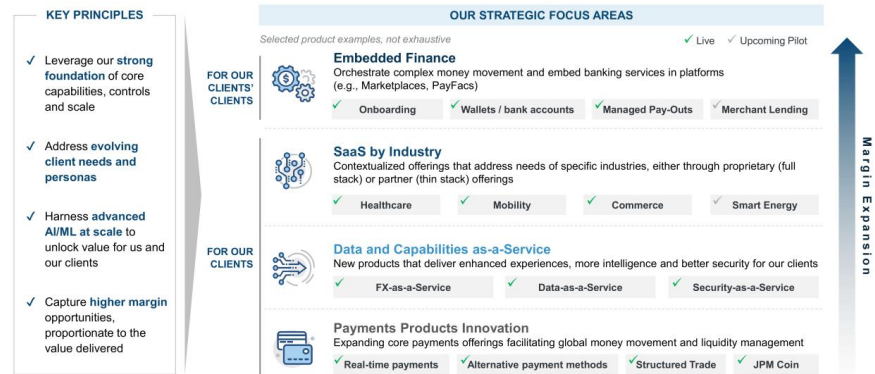 KEY PRINCIPLES
✓ Leverage our strong
foundation of core
capabilities, controls
and scale
✓ Address evolving
client needs and
personas
✓ Harness advanced
AI/ML at scale to
unlock value for us and
our clients
✓ Capture higher margin
opportunities,
proportionate to the
value delivered
OUR STRATEGIC FOCUS AREAS
Selected product examples, not exhaustive
✓ Live ✓ Upcoming Pilot
FOR OUR
CLIENTS'
CLIENTS
Embedded Finance
Orchestrate complex money movement and embed banking services in platforms
(e.g., Marketplaces, PayFacs)
✓ Onboarding ✓ Wallets / bank accounts ✓ Managed Pay-Outs ✓ Merchant Lending
FOR OUR
CLIENTS
SaaS by Industry
Contextualized offerings that address needs of specific industries, either through proprietary (full
stack) or partner (thin stack) offerings
✓ Healthcare ✓ Mobility ✓ Commerce ✓ Smart Energy
Data and Capabilities as-a-Service
New products that deliver enhanced experiences, more intelligence and better security for our clients
✓ FX-as-a-Service ✓ Data-as-a-Service ✓ Security-as-a-Service
Payments Products Innovation
Expanding core payments offerings facilitating global money movement and liquidity management
✓ Real-time payments ✓ Alternative payment methods ✓ Structured Trade ✓ JPM Coin
Margin Expansion